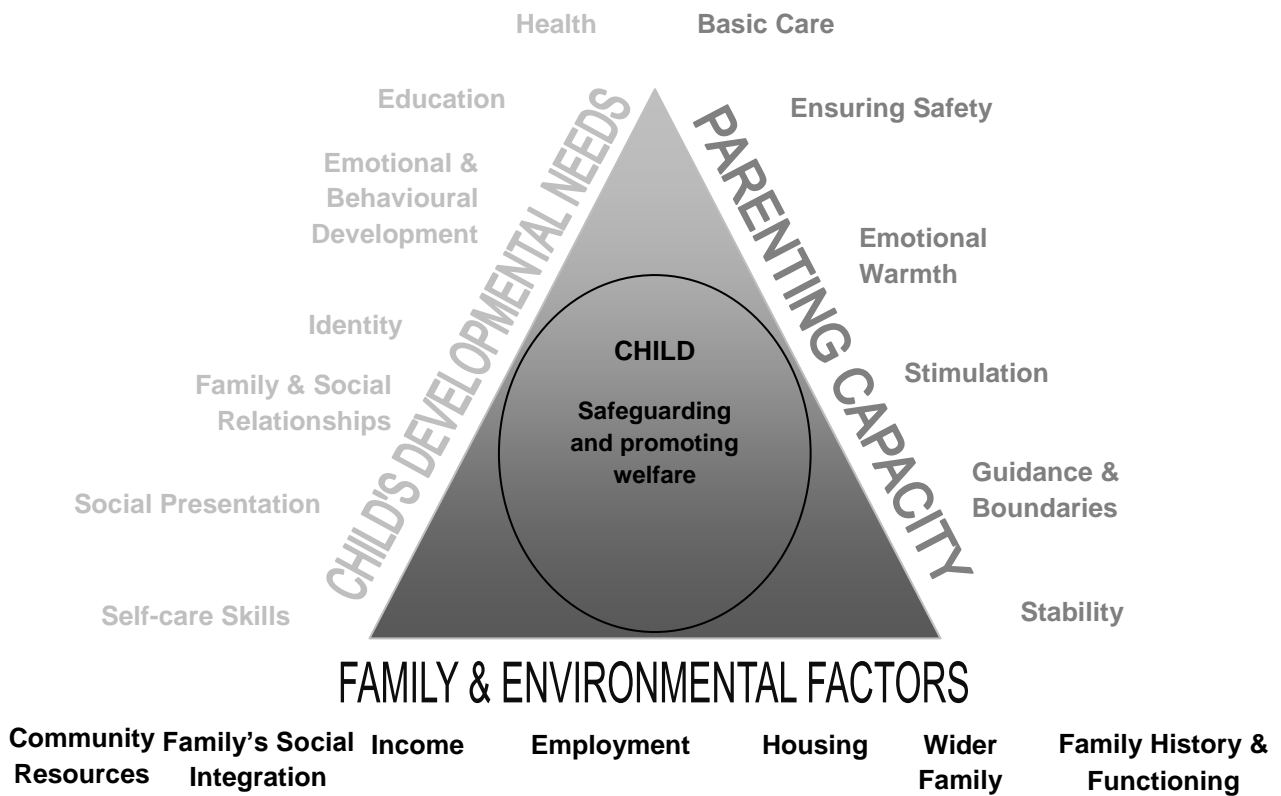 Health
Education
Emotional &
Behavioural
Development
Identity
Family & Social
Relationships
Social Presentation
Self-care Skills
CHILD'S DEVELOPMENTAL NEEDS
CHILD
Safeguarding
and promoting
welfare
PARENTING CAPACITY
Basic Care
Ensuring Safety
Emotional
Warmth
Stimulation
Guidance &
Boundaries
Stability
FAMILY & ENVIRONMENTAL FACTORS
Community
Resources
Family’s Social
Integration
Income
Employment
Housing
Wider
Family
Family History &
Functioning